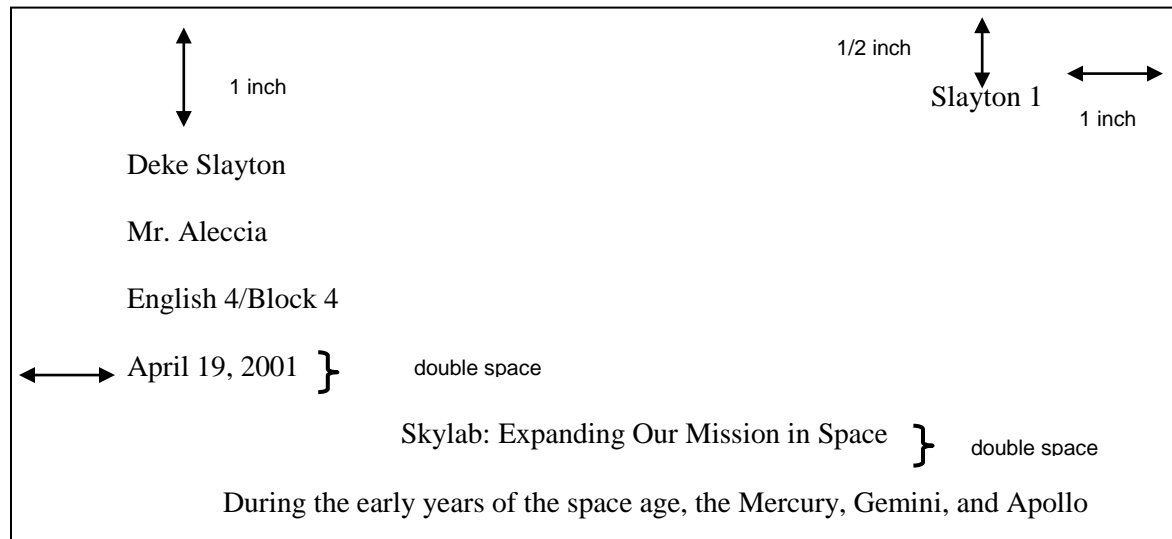 1/2 inch
1 inch
Slayton 1
1 inch
Deke Slayton
Mr. Aleccia
English 4/Block 4
April 19, 2001 } double space
Skylab: Expanding Our Mission in Space } double space
During the early years of the space age, the Mercury, Gemini, and Apollo